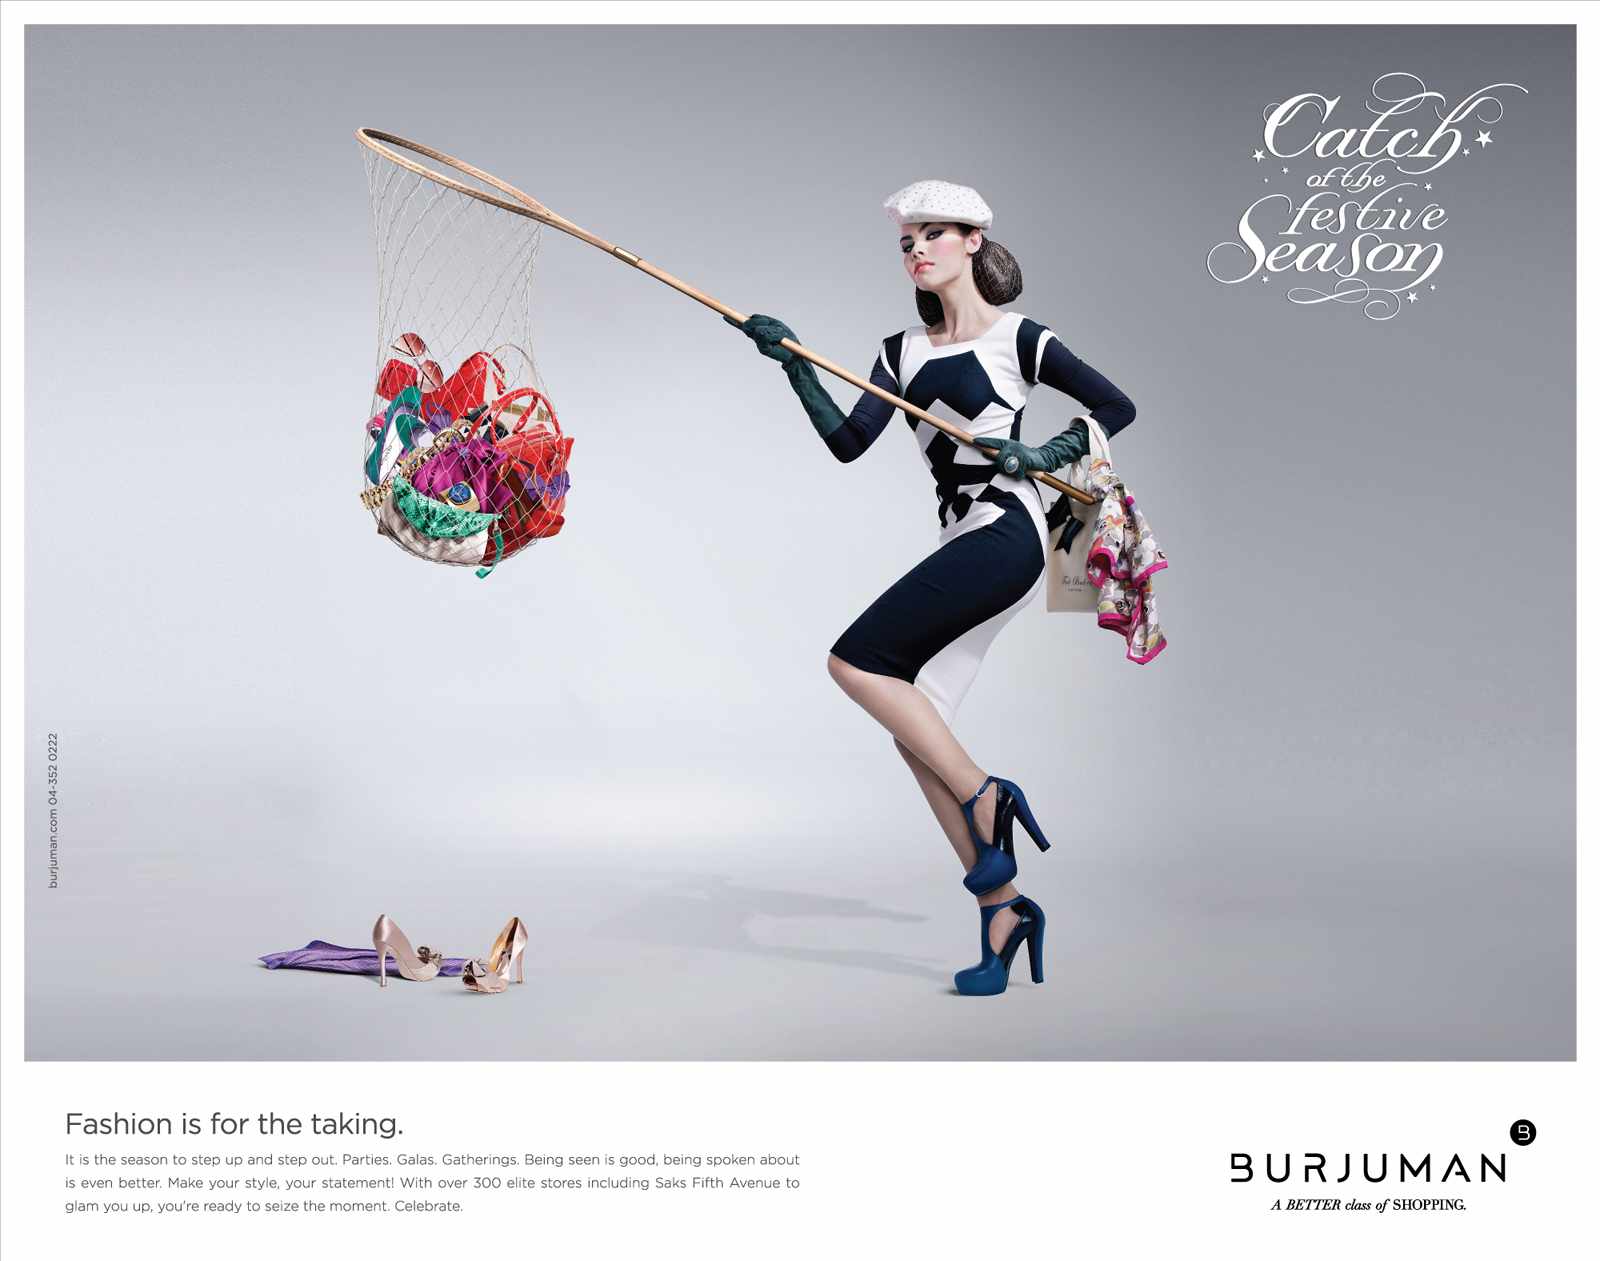 Catch
of the
festive
Season
burjuman.com 04-352 0222
Fashion is for the taking.
It is the season to step up and step out. Parties. Galas. Gatherings. Being seen is good, being spoken about
is even better. Make your style, your statement! With over 300 elite stores including Saks Fifth Avenue to
glam you up, you're ready to seize the moment. Celebrate.
B
BURJUMAN
A BETTER class of SHOPPING.